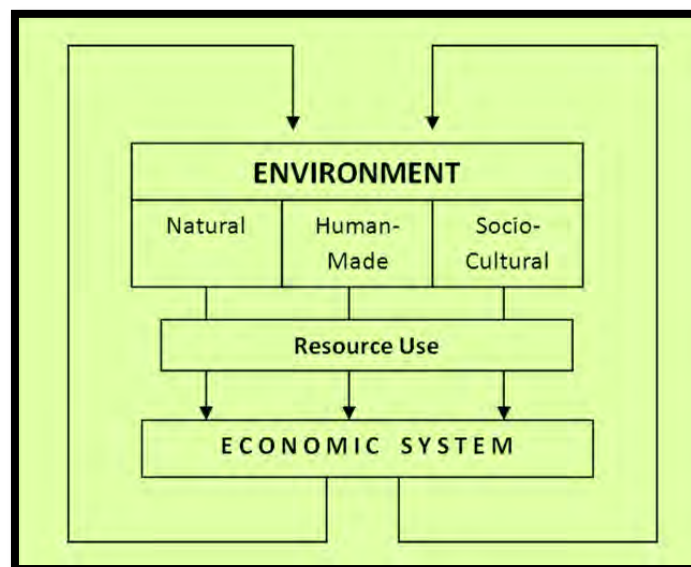 ENVIRONMENT
Natural
Human-
Made
Socio-
Cultural
Resource Use
ECONOMIC SYSTEM